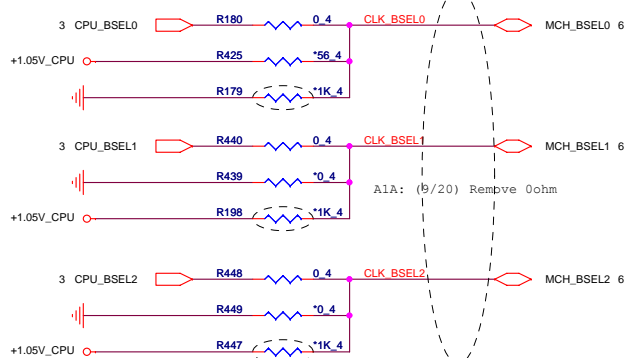 3 CPU_BSEL0 R180 0_4 CLK_BSEL0 MCH_BSEL0 6
+1.05V_CPU R425 *56_4
R179 *1K_4
3 CPU_BSEL1 R440 0_4 CLK_BSEL1 MCH_BSEL1 6
R439 *0_4
A1A: (9/20) Remove 0ohm
+1.05V_CPU R198 *1K_4
3 CPU_BSEL2 R448 0_4 CLK_BSEL2 MCH_BSEL2 6
R449 *0_4
+1.05V_CPU R447 *1K_4